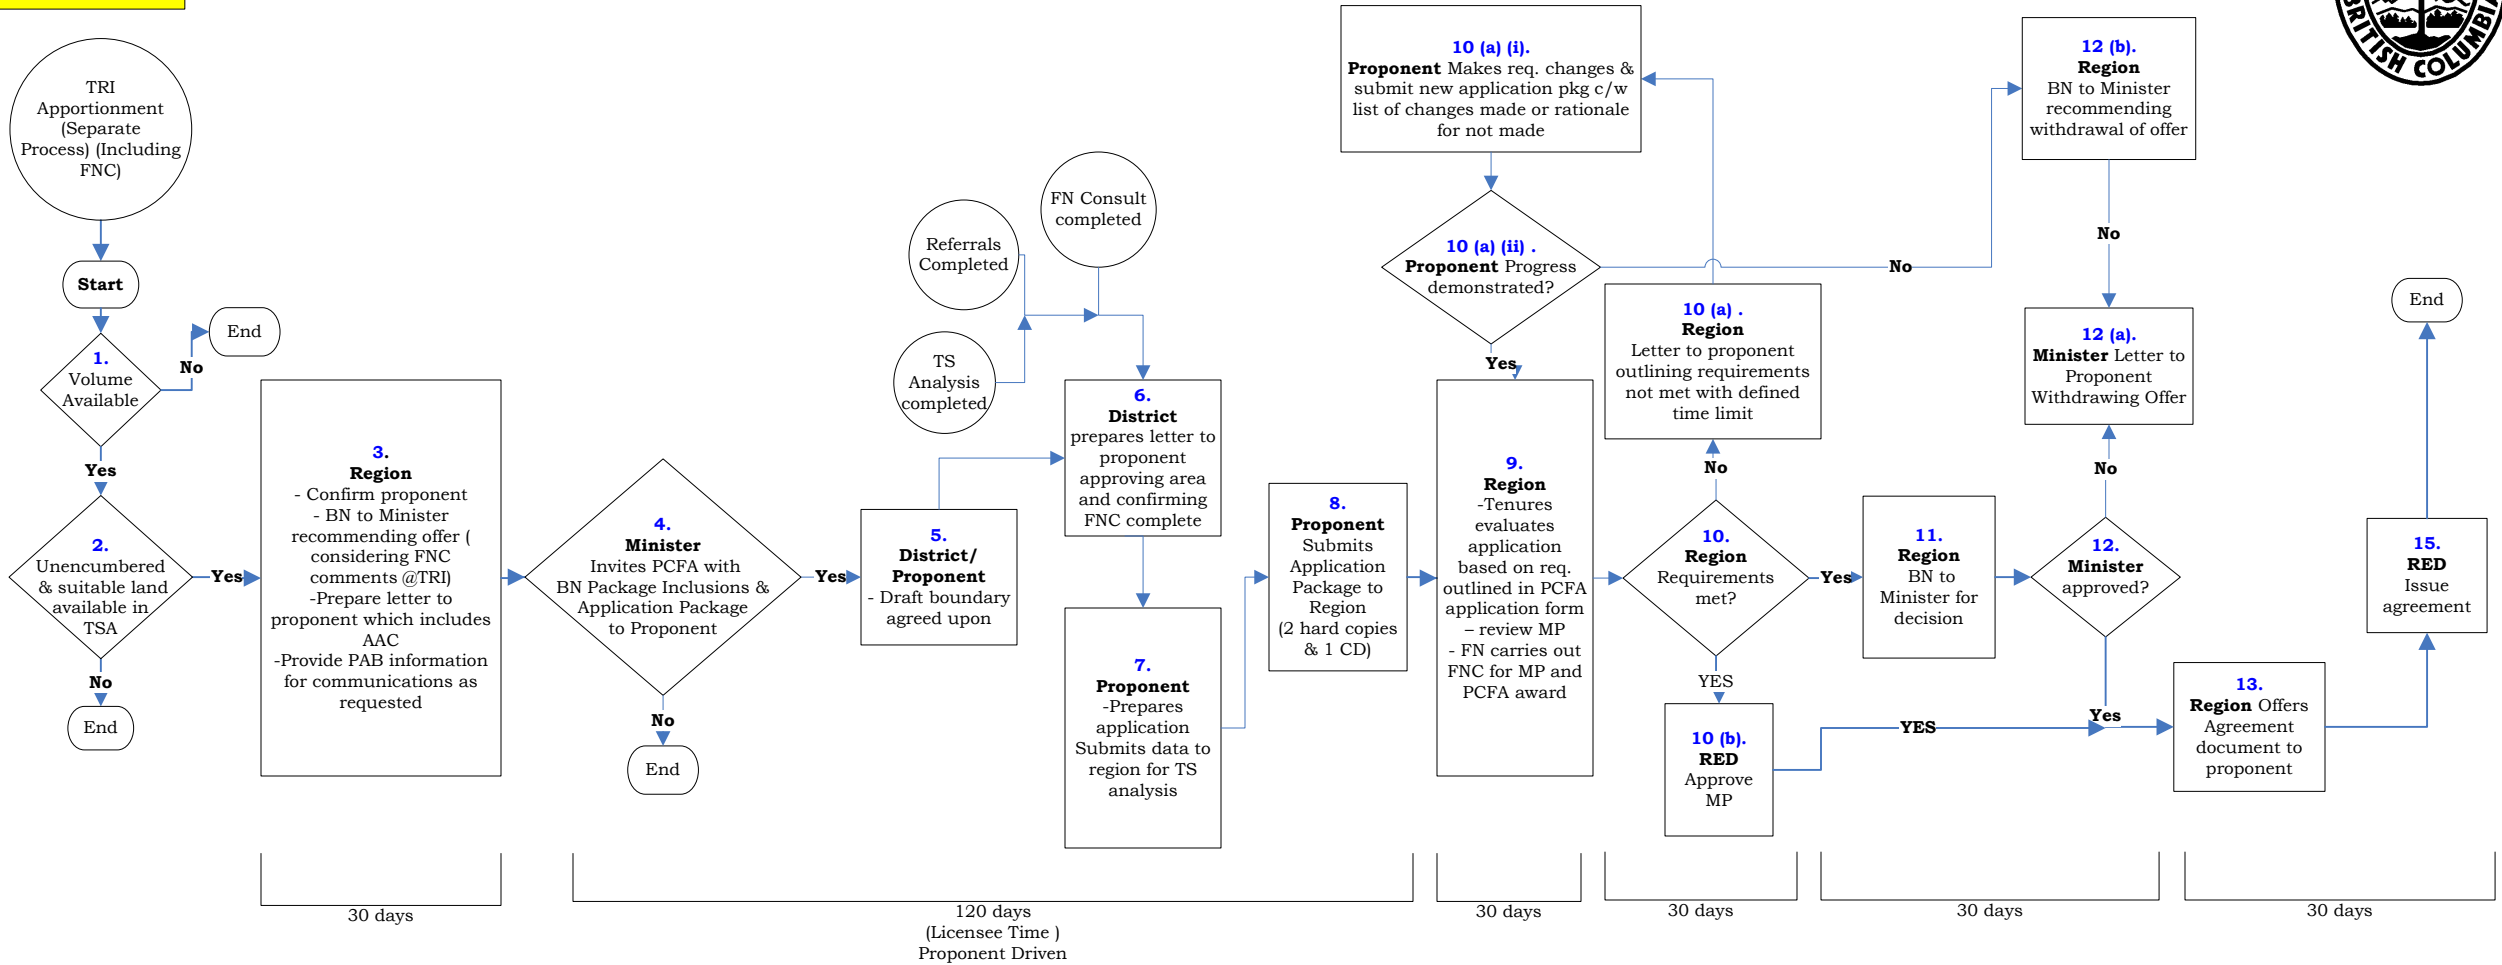 TRI
Apportionment
(Separate
Process) (Including
FNC)
Start
1.
Volume
Available
No
End
Yes
2.
Unencumbered
& suitable land
available in
TSA
Yes
No
End
3.
Region
- Confirm proponent
- BN to Minister
recommending offer (
considering FNC
comments @TRI)
-Prepare letter to
proponent which includes
AAC
-Provide PAB information
for communications as
requested
4.
Minister
Invites PCFA with
BN Package Inclusions &
Application Package
to Proponent
Yes
No
End
5.
District/
Proponent
- Draft boundary
agreed upon
Referrals
Completed
FN Consult
completed
TS
Analysis
completed
6.
District
prepares letter to
proponent
approving area
and confirming
FNC complete
7.
Proponent
-Prepares
application
Submits data to
region for TS
analysis
8.
Proponent
Submits
Application
Package to
Region
(2 hard copies
& 1 CD)
10 (a) (i).
Proponent Makes req. changes &
submit new application pkg c/w
list of changes made or rationale
for not made
10 (a) (ii) .
Proponent Progress
demonstrated?
No
Yes
9.
Region
-Tenures
evaluates
application
based on req.
outlined in PCFA
application form
– review MP
- FN carries out
FNC for MP and
PCFA award
10 (a) .
Region
Letter to proponent
outlining requirements
not met with defined
time limit
No
10.
Region
Requirements
met?
Yes
YES
10 (b).
RED
Approve
MP
YES
11.
Region
BN to
Minister for
decision
12 (b).
Region
BN to Minister
recommending
withdrawal of offer
No
12 (a).
Minister Letter to
Proponent
Withdrawing Offer
No
12.
Minister
approved?
Yes
13.
Region Offers
Agreement
document to
proponent
15.
RED
Issue
agreement
End
30 days
120 days
(Licensee Time )
Proponent Driven
30 days
30 days
30 days
30 days
BRITISH COLUMBIA